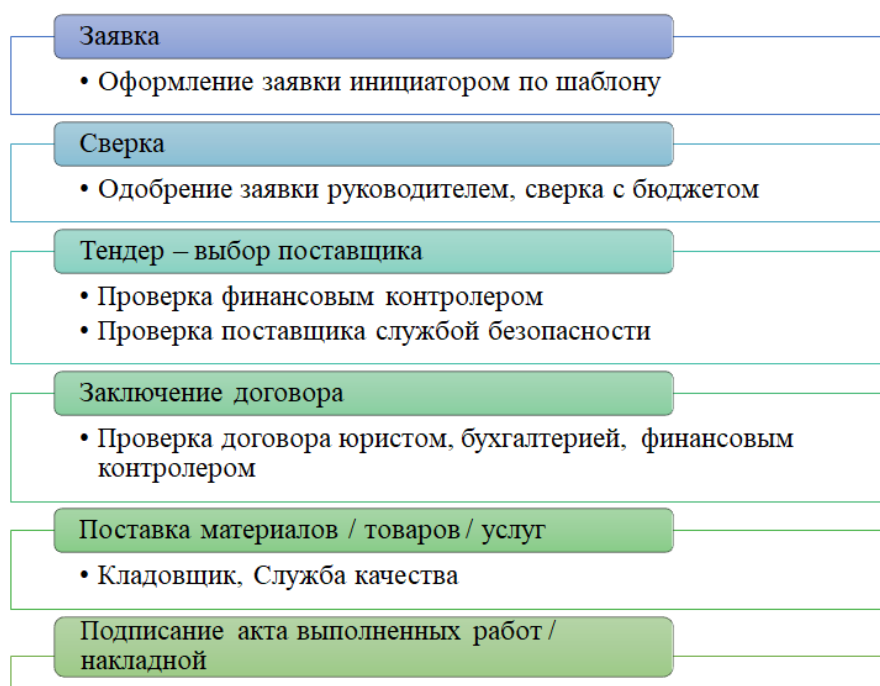 Заявка
• Оформление заявки инициатором по шаблону
Сверка
• Одобрение заявки руководителем, сверка с бюджетом
Тендер – выбор поставщика
• Проверка финансовым контролером
• Проверка поставщика службой безопасности
Заключение договора
• Проверка договора юристом, бухгалтерией, финансовым
контролером
Поставка материалов / товаров / услуг
• Кладовщик, Служба качества
Подписание акта выполненных работ /
накладной